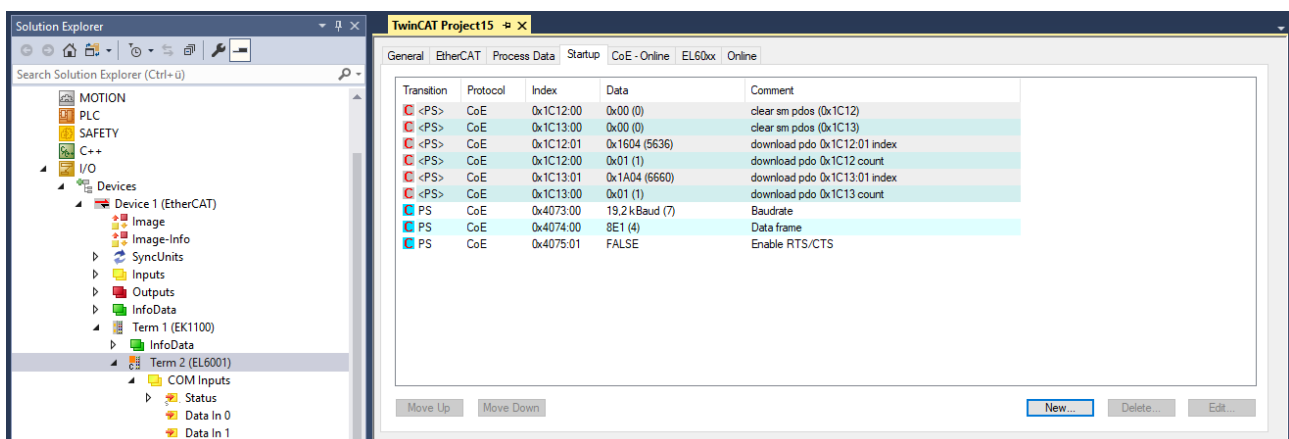 Solution Explorer
Search Solution Explorer (Ctrl+ü)
MOTION
PLC
SAFETY
C++
I/O
Devices
Device 1 (EtherCAT)
Image
Image-Info
SyncUnits
Inputs
Outputs
InfoData
Term 1 (EK1100)
InfoData
Term 2 (EL6001)
COM Inputs
Status
Data In 0
Data In 1
TwinCAT Project15
General EtherCAT Process Data Startup CoE - Online EL60xx Online
Transition Protocol Index Data Comment
C <PS> CoE 0x1C12:00 0x00 (0) clear sm pdos (0x1C12)
C <PS> CoE 0x1C13:00 0x00 (0) clear sm pdos (0x1C13)
C <PS> CoE 0x1C12:01 0x1604 (5636) download pdo 0x1C12:01 index
C <PS> CoE 0x1C12:00 0x01 (1) download pdo 0x1C12 count
C <PS> CoE 0x1C13:01 0x1A04 (6660) download pdo 0x1C13:01 index
C <PS> CoE 0x1C13:00 0x01 (1) download pdo 0x1C13 count
C PS CoE 0x4073:00 19,2 kBaud (7) Baudrate
C PS CoE 0x4074:00 8E1 (4) Data frame
C PS CoE 0x4075:01 FALSE Enable RTS/CTS
Move Up Move Down New... Delete... Edit...